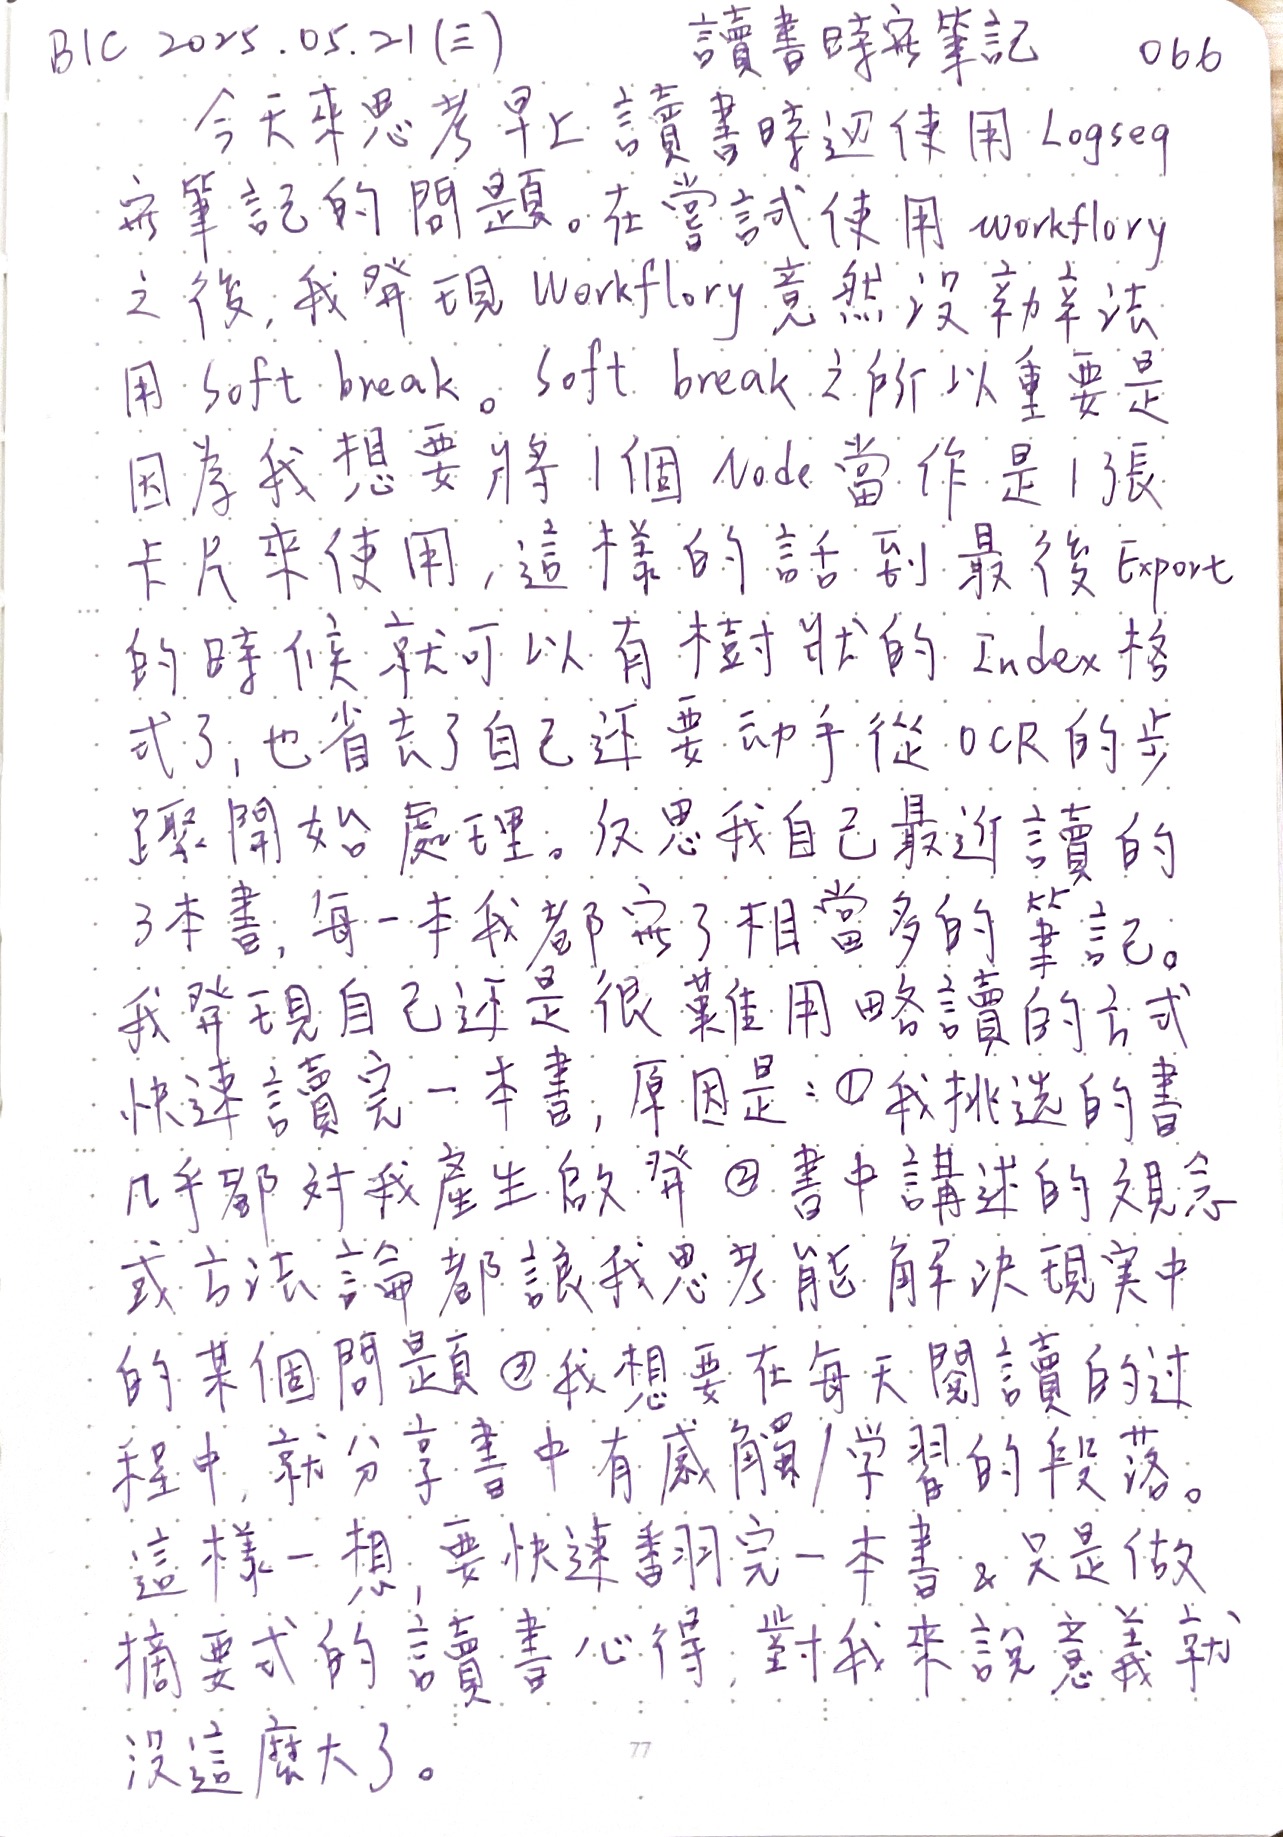 BIC 2025.05.21(三) 讀書時寫筆記 066
今天來思考早上讀書時邊使用 Logseq
寫筆記的問題。在嘗試使用 workflory
之後,我發現 Workflory 竟然沒辦法
用 soft break。soft break 之所以重要是
因為我想要將1個 Node 當作是1張
卡片來使用,這樣的話到最後 Export
的時候就可以有樹狀的 Index 格
式了,也省去了自己还要动手從 OCR 的步
驟開始處理。反思我自己最近讀的
3本書,每一本我都寫了相當多的筆記。
我發現自己还是很難用略讀的方式
快速讀完一本書,原因是:①我挑选的書
几乎都对我產生啟發②書中講述的观念
或方法論都讓我思考能解決現実中
的某個問題③我想要在每天閱讀的过
程中,就分享書中有感觸/学習的段落。
這樣一想,要快速翻完一本書&只是做
摘要式的讀書心得,對我來說意義就
沒這麼大了。
77